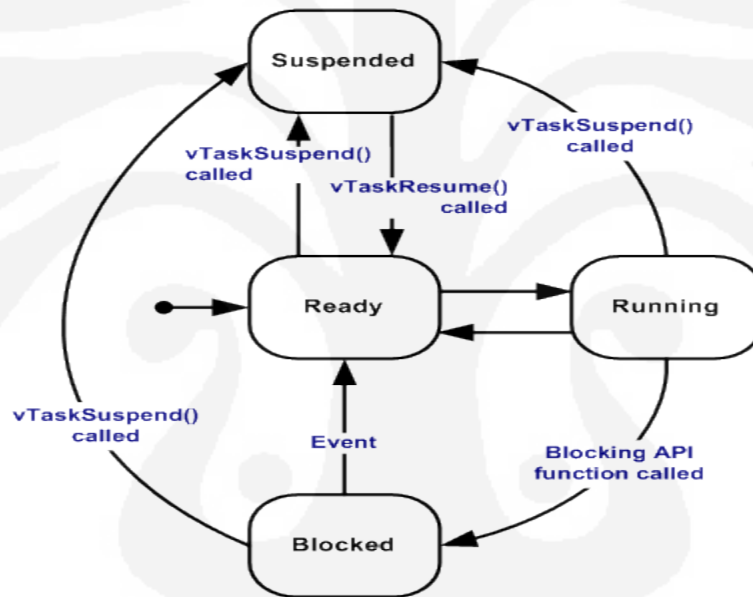 Suspended
vTaskSuspend()
called
vTaskSuspend()
called
vTaskResume()
called
Ready
Running
vTaskSuspend()
called
Event
Blocking API
function called
Blocked